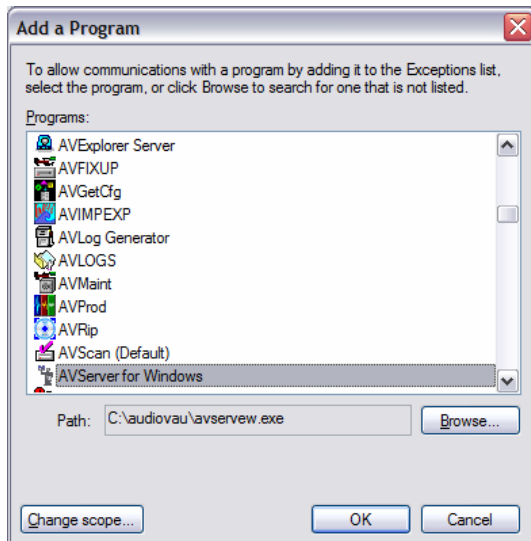 Add a Program
To allow communications with a program by adding it to the Exceptions list,
select the program, or click Browse to search for one that is not listed.
Programs:
AVExplorer Server
AVFIXUP
AVGetCfg
AVIMPEXP
AVLog Generator
AVLOGS
AVMaint
AVProd
AVRip
AVScan (Default)
AVServer for Windows
Path: C:\audiovau\avservew.exe Browse...
Change scope... OK Cancel